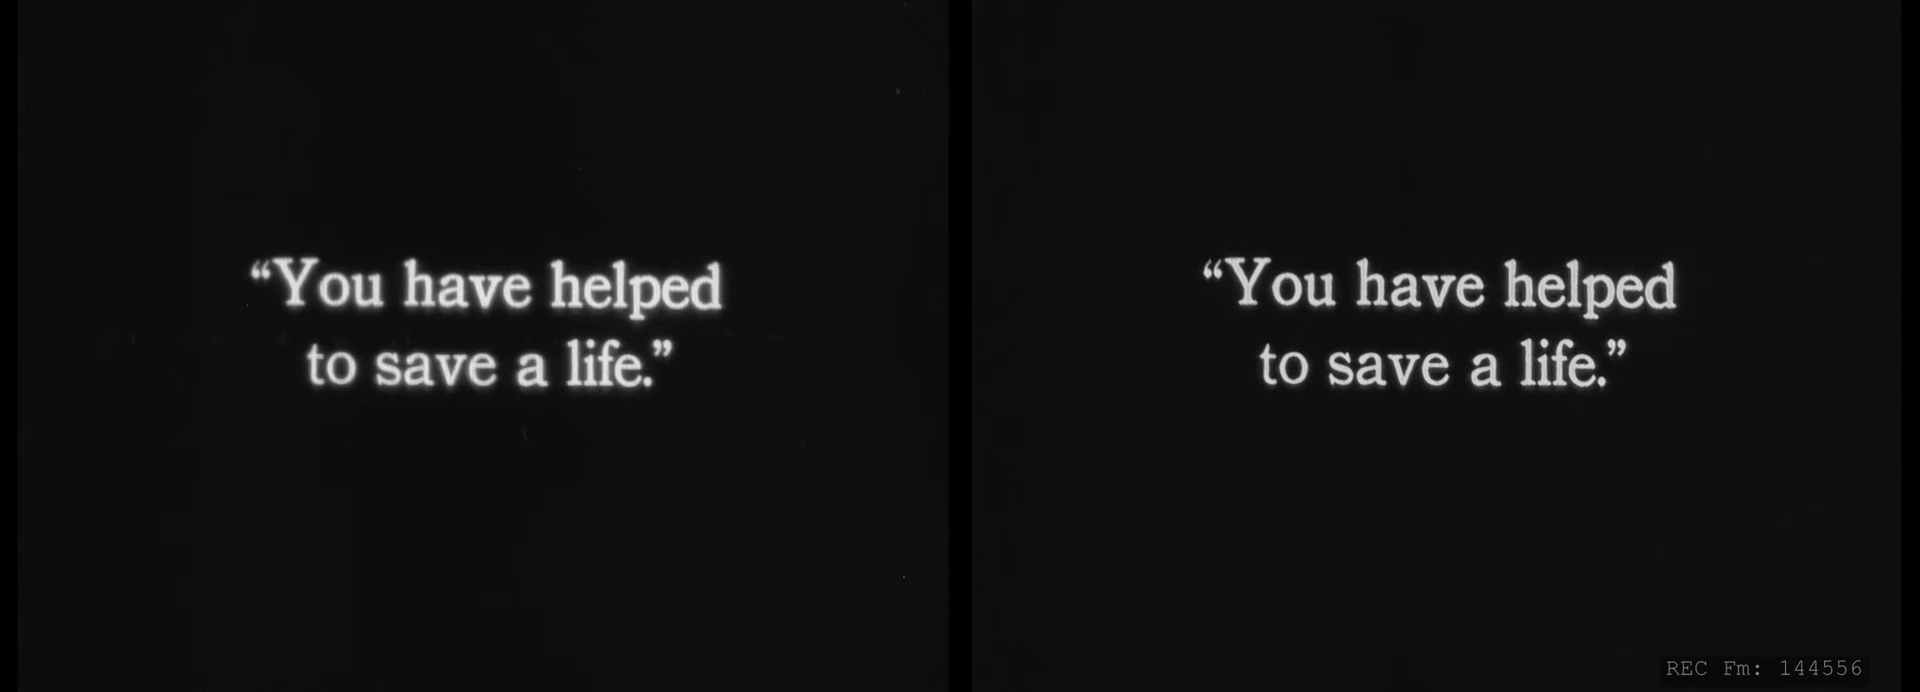 “You have helped
to save a life.”
“You have helped
to save a life.”
REC Fm: 144556